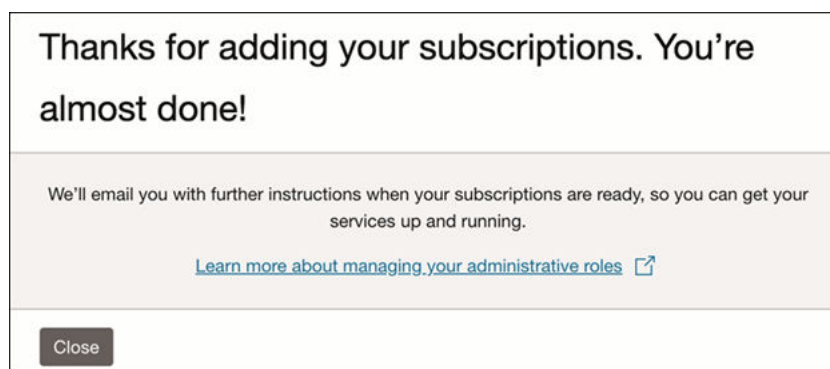 Thanks for adding your subscriptions. You’re
almost done!
We’ll email you with further instructions when your subscriptions are ready, so you can get your
services up and running.
Learn more about managing your administrative roles
Close